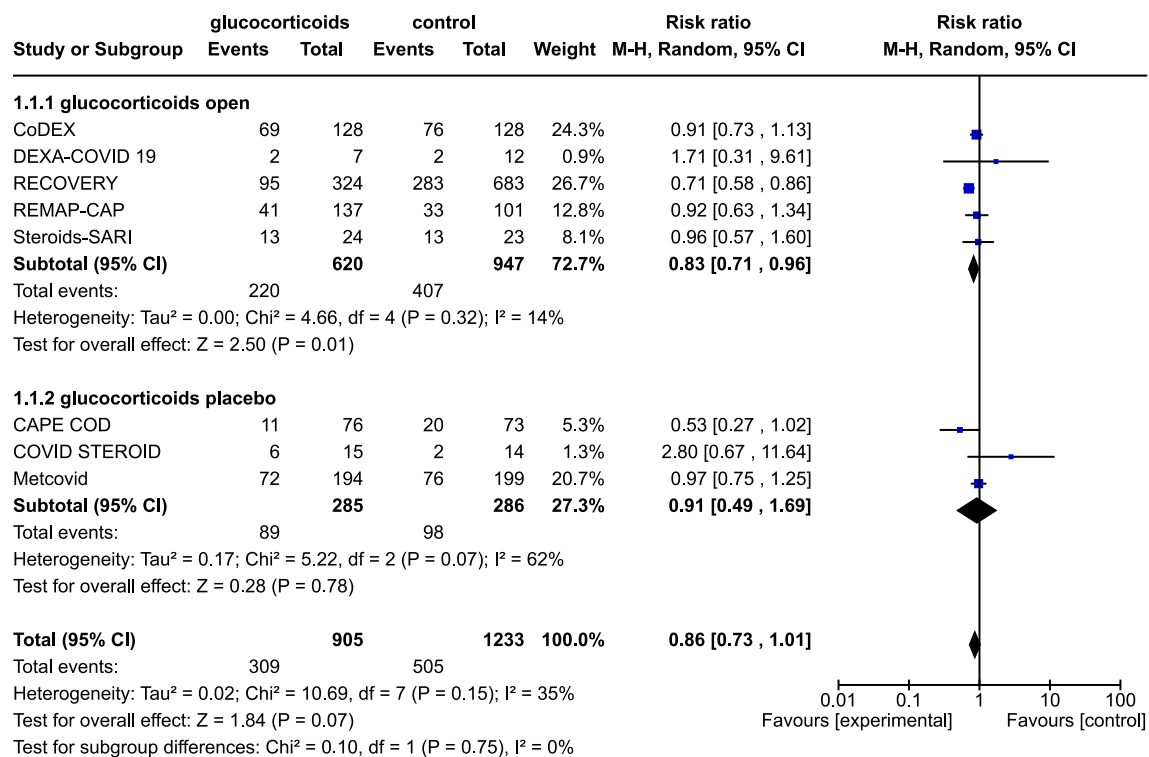 glucocorticoids control Risk ratio Risk ratio
Study or Subgroup Events Total Events Total Weight M-H, Random, 95% CI M-H, Random, 95% CI
1.1.1 glucocorticoids open
CoDEX 69 128 76 128 24.3% 0.91 [0.73 , 1.13]
DEXA-COVID 19 2 7 2 12 0.9% 1.71 [0.31 , 9.61]
RECOVERY 95 324 283 683 26.7% 0.71 [0.58 , 0.86]
REMAP-CAP 41 137 33 101 12.8% 0.92 [0.63 , 1.34]
Steroids-SARI 13 24 13 23 8.1% 0.96 [0.57 , 1.60]
Subtotal (95% CI) 620 947 72.7% 0.83 [0.71 , 0.96]
Total events: 220 407
Heterogeneity: Tau² = 0.00; Chi² = 4.66, df = 4 (P = 0.32); I² = 14%
Test for overall effect: Z = 2.50 (P = 0.01)
1.1.2 glucocorticoids placebo
CAPE COD 11 76 20 73 5.3% 0.53 [0.27 , 1.02]
COVID STEROID 6 15 2 14 1.3% 2.80 [0.67 , 11.64]
Metcovid 72 194 76 199 20.7% 0.97 [0.75 , 1.25]
Subtotal (95% CI) 285 286 27.3% 0.91 [0.49 , 1.69]
Total events: 89 98
Heterogeneity: Tau² = 0.17; Chi² = 5.22, df = 2 (P = 0.07); I² = 62%
Test for overall effect: Z = 0.28 (P = 0.78)
Total (95% CI) 905 1233 100.0% 0.86 [0.73 , 1.01]
Total events: 309 505
Heterogeneity: Tau² = 0.02; Chi² = 10.69, df = 7 (P = 0.15); I² = 35%
Test for overall effect: Z = 1.84 (P = 0.07)
Test for subgroup differences: Chi² = 0.10, df = 1 (P = 0.75), I² = 0%
0.01 0.1 1 10 100
Favours [experimental] Favours [control]